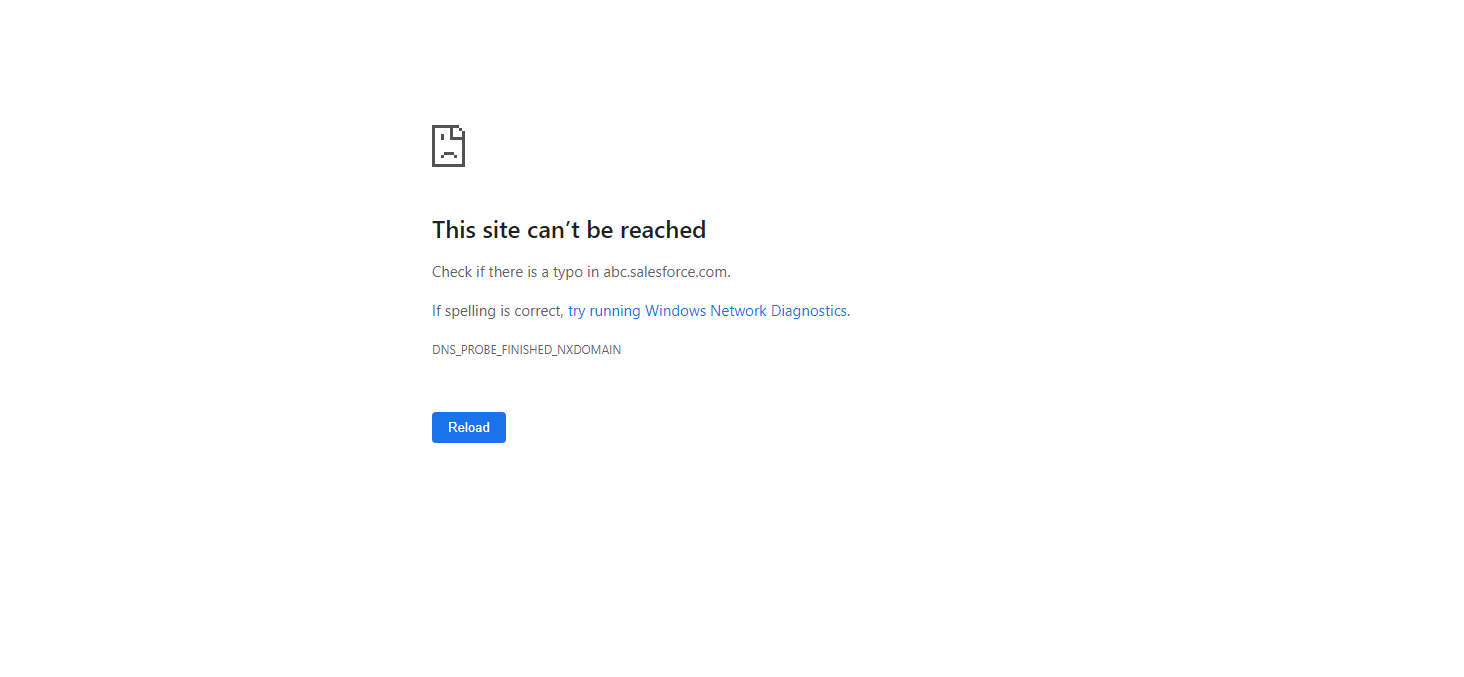 This site can’t be reached
Check if there is a typo in abc.salesforce.com.
If spelling is correct, try running Windows Network Diagnostics.
DNS_PROBE_FINISHED_NXDOMAIN
Reload